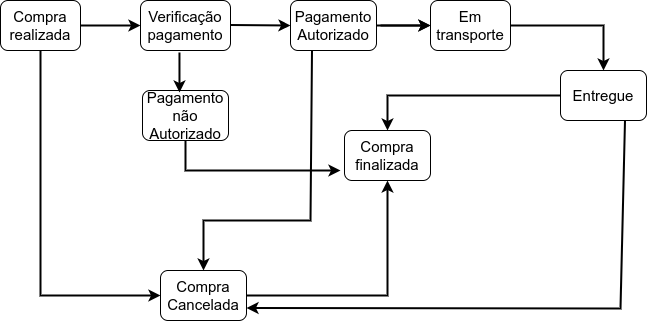 Compra
realizada
Verificação
pagamento
Pagamento
Autorizado
Em
transporte
Pagamento
não
Autorizado
Entregue
Compra
finalizada
Compra
Cancelada